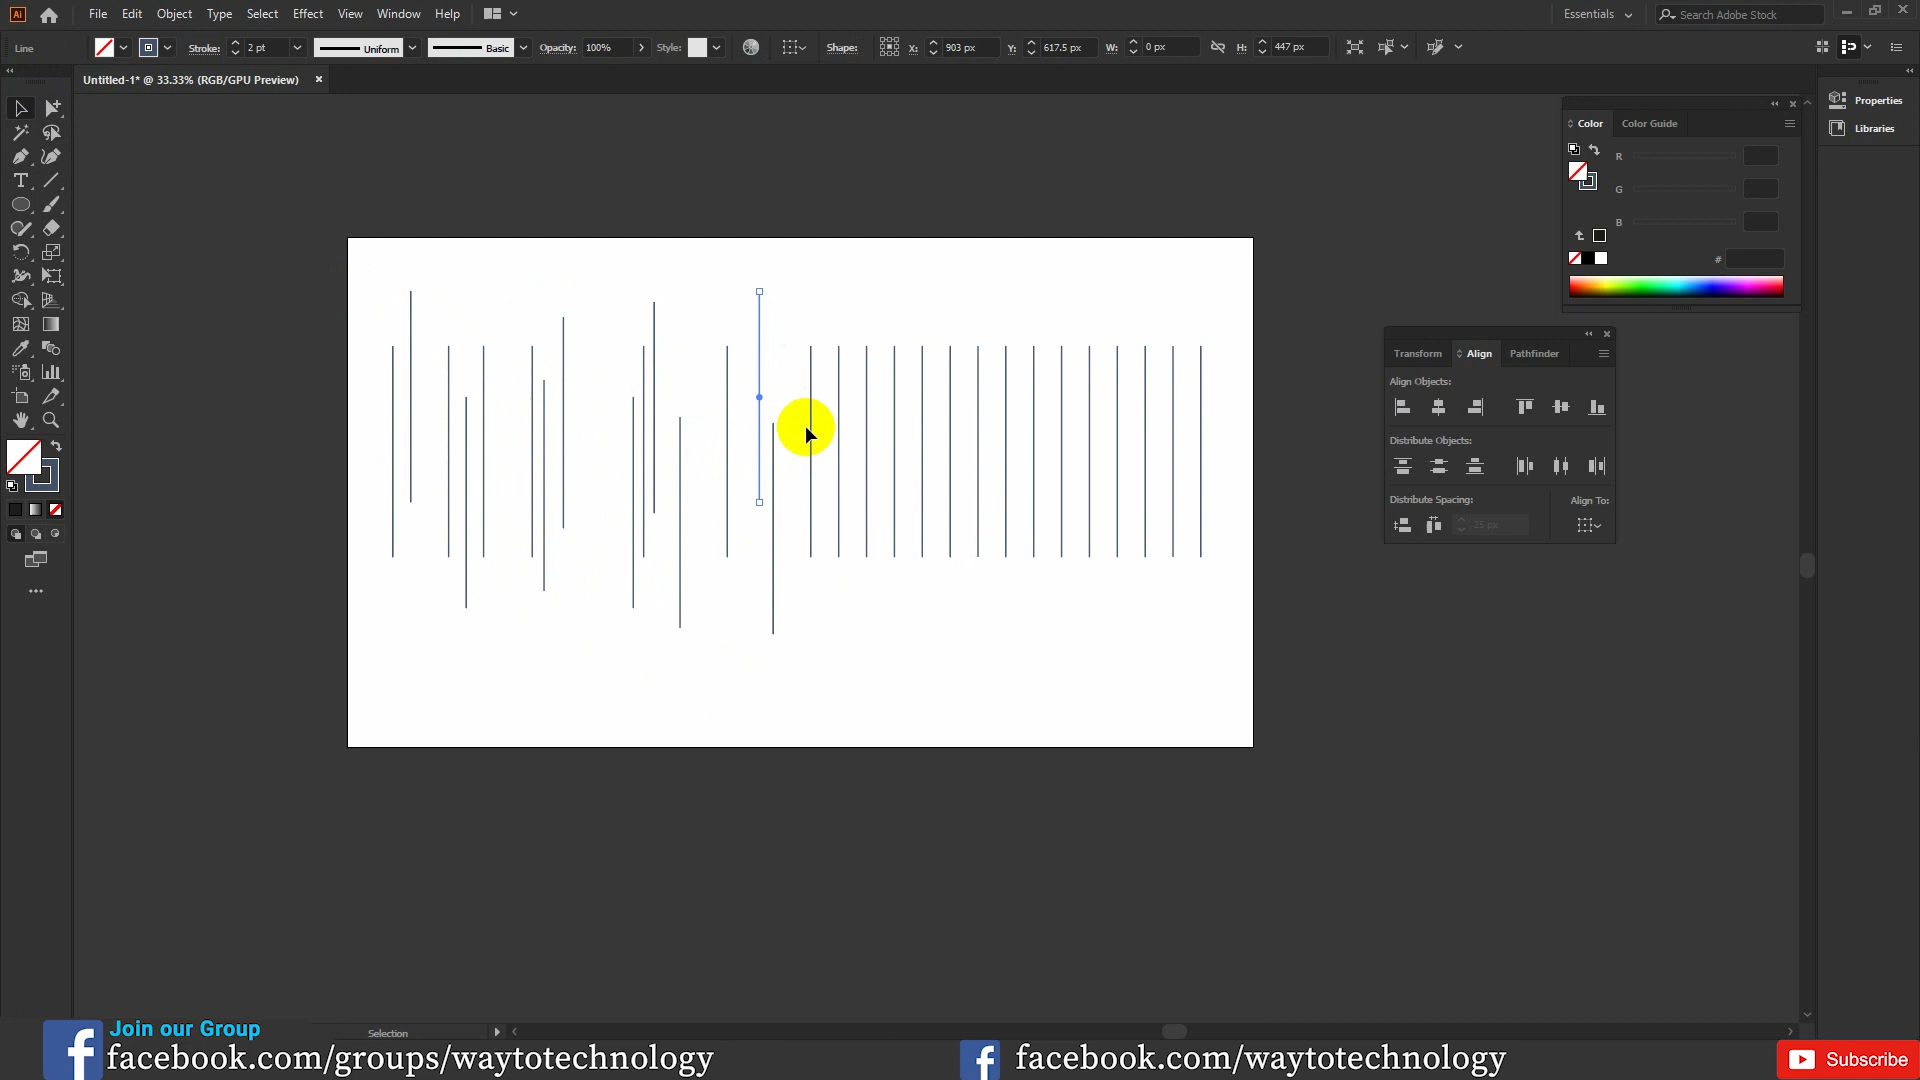 Ai File Edit Object Type Select Effect View Window Help Essentials Search Adobe Stock
Line Stroke: 2 pt Uniform Basic Opacity: 100% Style: Shape: X: 903 px Y: 617.5 px W: 0 px H: 447 px
Untitled-1* @ 33.33% (RGB/GPU Preview)
Properties
Libraries
Color Color Guide
R
G
B
#
Transform Align Pathfinder
Align Objects:
Distribute Objects:
Distribute Spacing: Align To:
25 px
Selection
Join our Group
facebook.com/groups/waytotechnology
facebook.com/waytotechnology
Subscribe